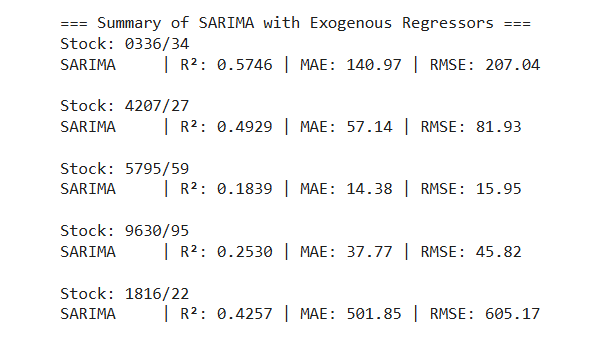 === Summary of SARIMA with Exogenous Regressors ===
Stock: 0336/34
SARIMA     | R²: 0.5746 | MAE: 140.97 | RMSE: 207.04
Stock: 4207/27
SARIMA     | R²: 0.4929 | MAE: 57.14 | RMSE: 81.93
Stock: 5795/59
SARIMA     | R²: 0.1839 | MAE: 14.38 | RMSE: 15.95
Stock: 9630/95
SARIMA     | R²: 0.2530 | MAE: 37.77 | RMSE: 45.82
Stock: 1816/22
SARIMA     | R²: 0.4257 | MAE: 501.85 | RMSE: 605.17